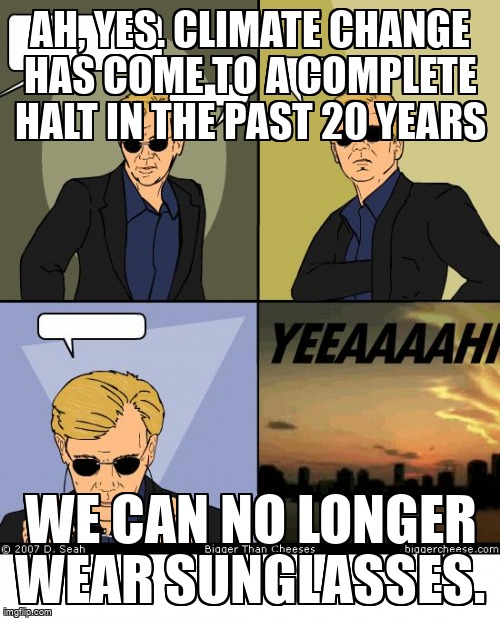 AH, YES. CLIMATE CHANGE
HAS COME TO A COMPLETE
HALT IN THE PAST 20 YEARS
YEEAAAAHH
WE CAN NO LONGER
© 2007 D. Seah Bigger Than Cheeses biggercheese.com
WEAR SUNGLASSES.
imgflip.com